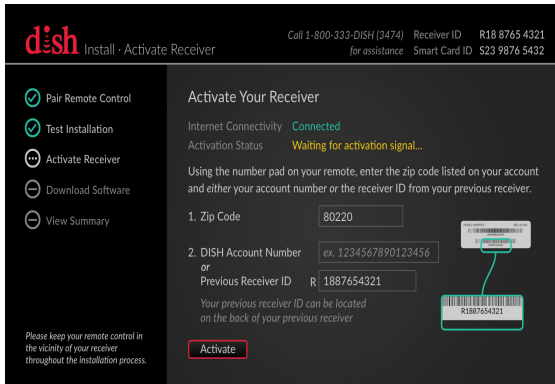 dish Install · Activate Receiver
Call 1-800-333-DISH (3474) Receiver ID R18 8765 4321
for assistance Smart Card ID S23 9876 5432
Pair Remote Control
Test Installation
Activate Receiver
Download Software
View Summary
Please keep your remote control in
the vicinity of your receiver
throughout the installation process.
Activate Your Receiver
Internet Connectivity Connected
Activation Status Waiting for activation signal...
Using the number pad on your remote, enter the zip code listed on your account
and either your account number or the receiver ID from your previous receiver.
1. Zip Code 80220
2. DISH Account Number ex. 1234567890123456
or
Previous Receiver ID R 1887654321
Your previous receiver ID can be located
on the back of your previous receiver
Activate
R1887654321